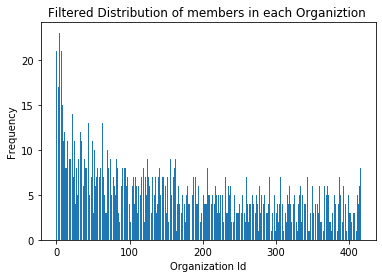 Filtered Distribution of members in each Organiztion
Frequency
20
15
10
5
0
0 100 200 300 400
Organization Id